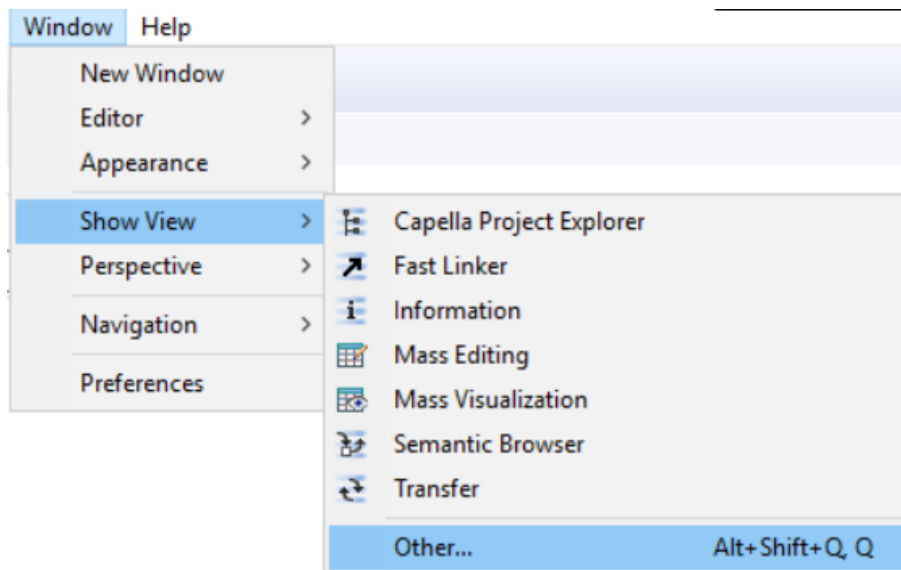 Window Help
New Window
Editor
Appearance
Show View
Perspective
Navigation
Preferences
Capella Project Explorer
Fast Linker
Information
Mass Editing
Mass Visualization
Semantic Browser
Transfer
Other... Alt+Shift+Q, Q